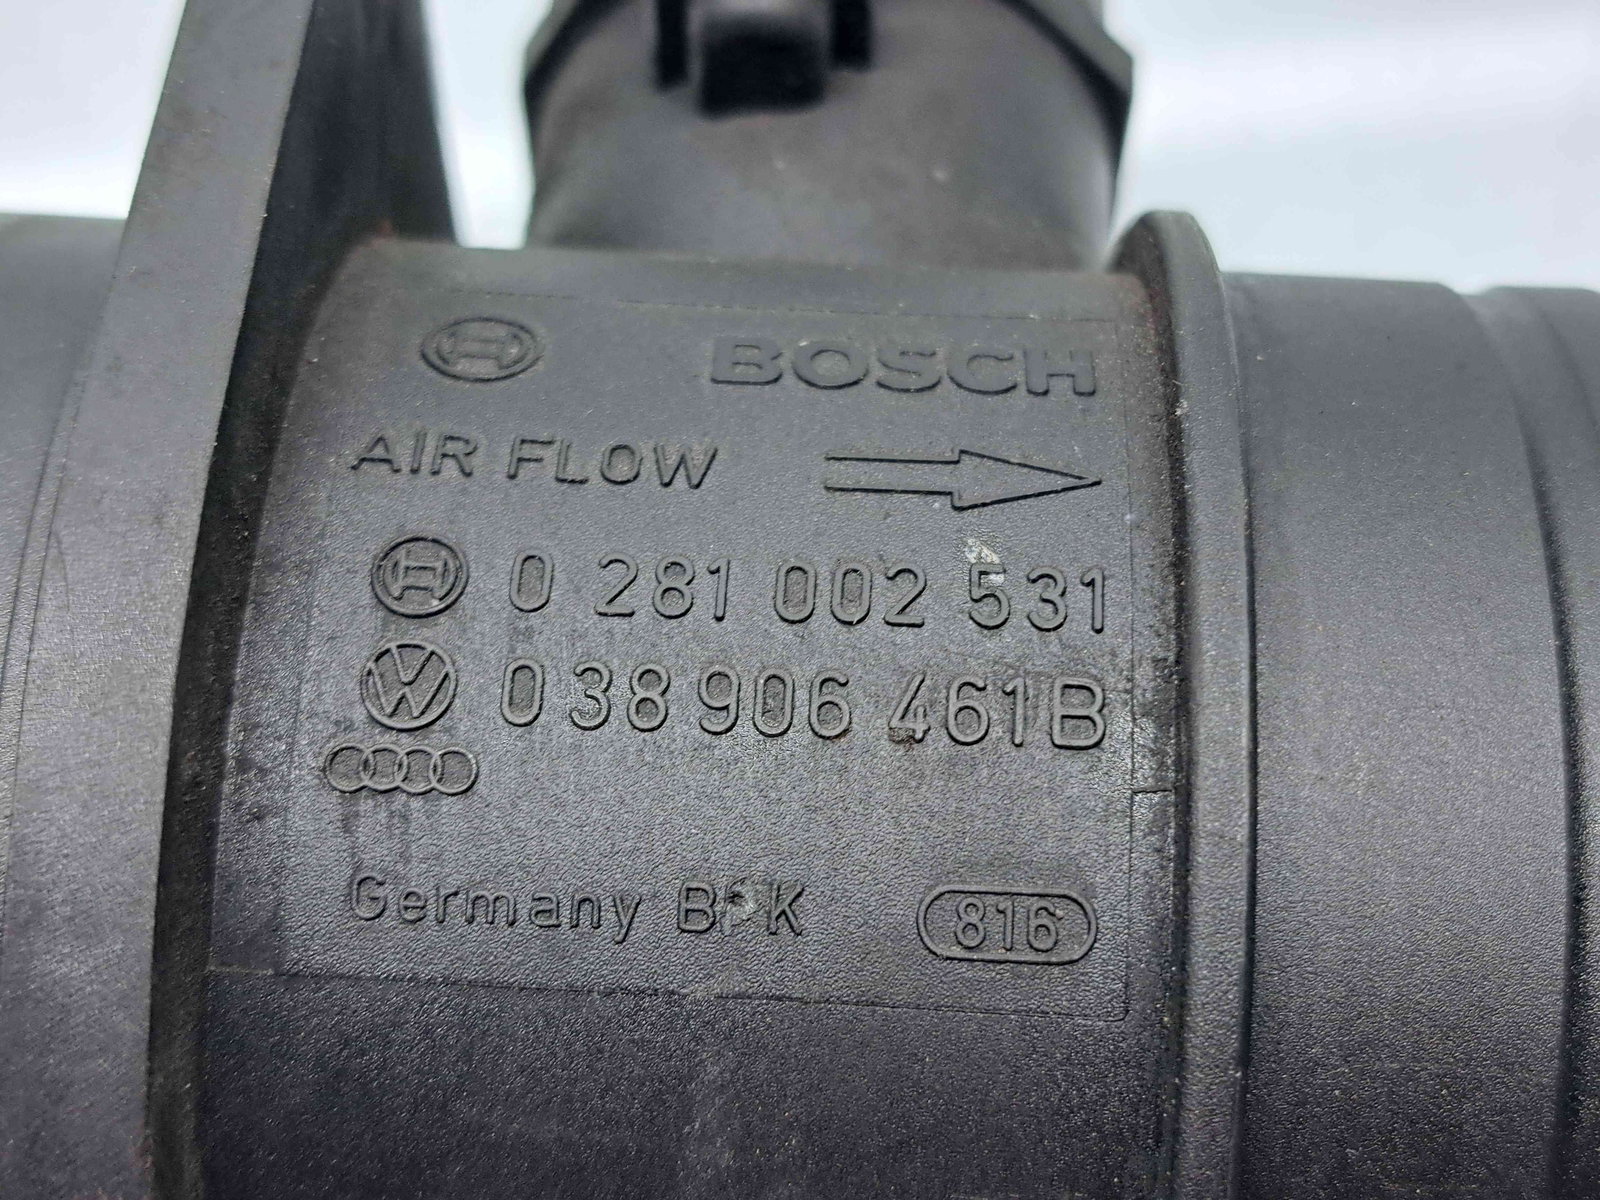 BOSCH
AIR FLOW
0 281 002 531
038 906 461B
Germany
816